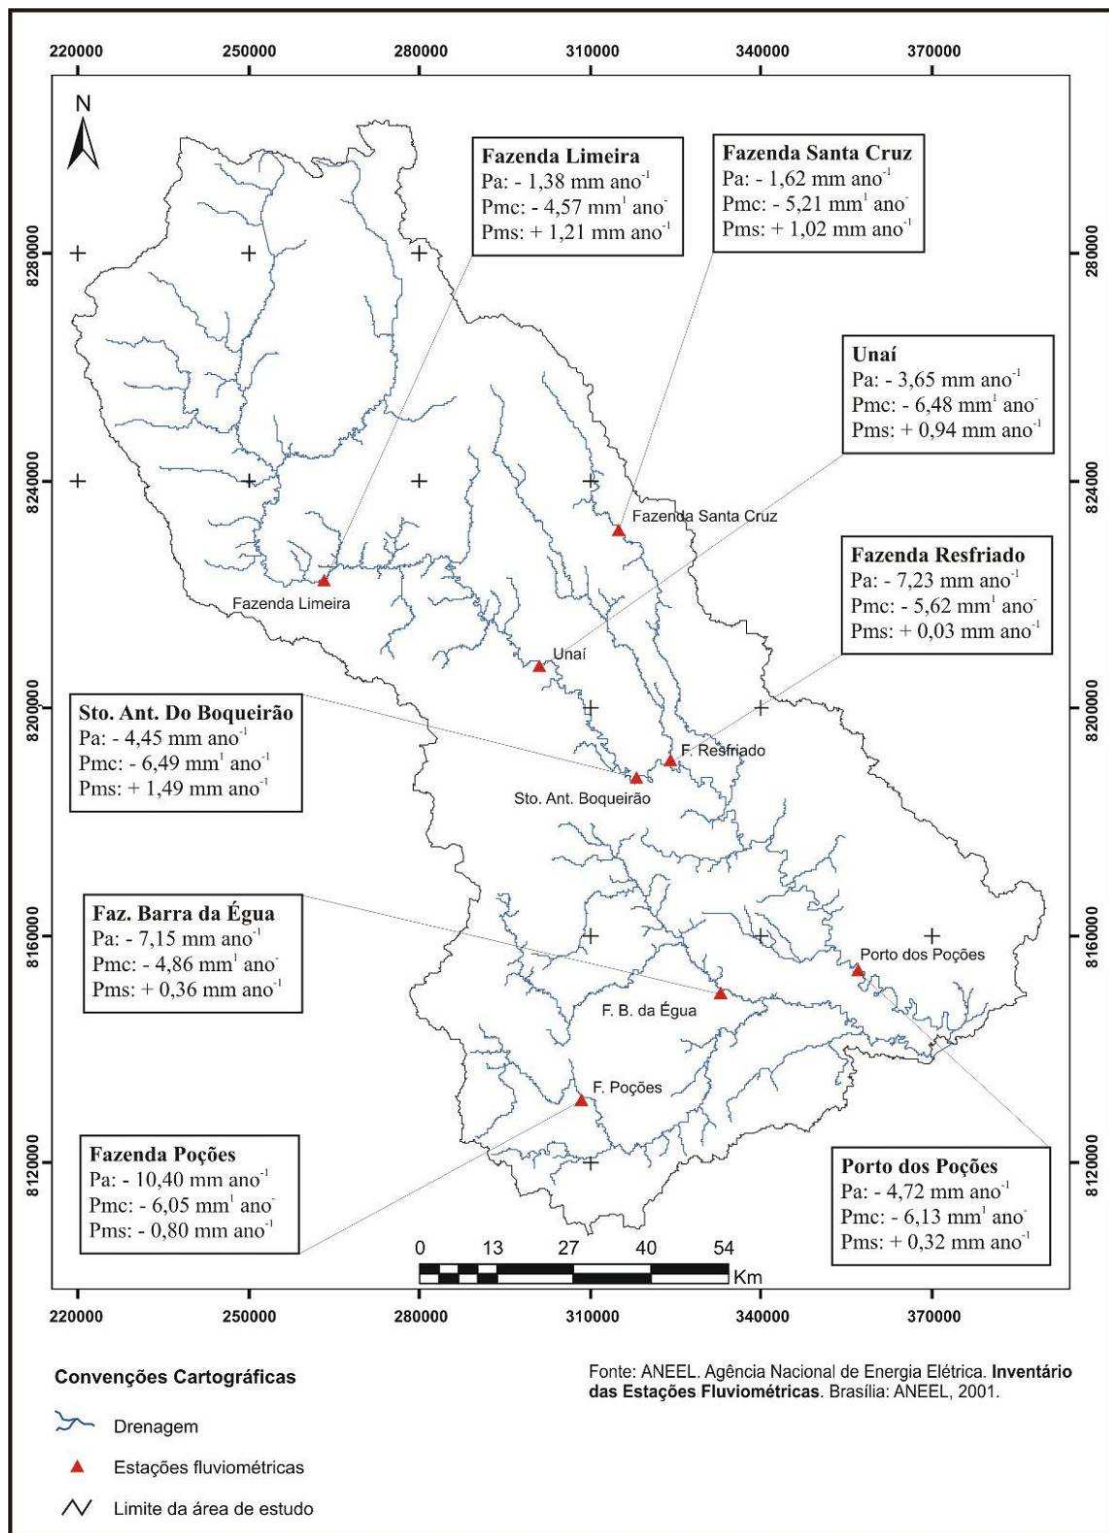 220000 250000 280000 310000 340000 370000
N
Fazenda Limeira
Pa: - 1,38 mm ano⁻¹
Pmc: - 4,57 mm¹ ano⁻
Pms: + 1,21 mm ano⁻¹
Fazenda Santa Cruz
Pa: - 1,62 mm ano⁻¹
Pmc: - 5,21 mm¹ ano⁻
Pms: + 1,02 mm ano⁻¹
8280000
8280000
Unaí
Pa: - 3,65 mm ano⁻¹
Pmc: - 6,48 mm¹ ano⁻
Pms: + 0,94 mm ano⁻¹
8240000
8240000
Fazenda Santa Cruz
Fazenda Resfriado
Pa: - 7,23 mm ano⁻¹
Pmc: - 5,62 mm¹ ano⁻
Pms: + 0,03 mm ano⁻¹
Fazenda Limeira
Unaí
8200000
8200000
Sto. Ant. Do Boqueirão
Pa: - 4,45 mm ano⁻¹
Pmc: - 6,49 mm¹ ano⁻
Pms: + 1,49 mm ano⁻¹
F. Resfriado
Sto. Ant. Boqueirão
Faz. Barra da Égua
Pa: - 7,15 mm ano⁻¹
Pmc: - 4,86 mm¹ ano⁻
Pms: + 0,36 mm ano⁻¹
8160000
8160000
Porto dos Poções
F. B. da Égua
F. Poções
8120000
8120000
Fazenda Poções
Pa: - 10,40 mm ano⁻¹
Pmc: - 6,05 mm¹ ano⁻
Pms: - 0,80 mm ano⁻¹
Porto dos Poções
Pa: - 4,72 mm ano⁻¹
Pmc: - 6,13 mm¹ ano⁻
Pms: + 0,32 mm ano⁻¹
0 13 27 40 54
Km
220000 250000 280000 310000 340000 370000
Convenções Cartográficas
Drenagem
Estações fluviométricas
Limite da área de estudo
Fonte: ANEEL. Agência Nacional de Energia Elétrica. Inventário
das Estações Fluviométricas. Brasília: ANEEL, 2001.